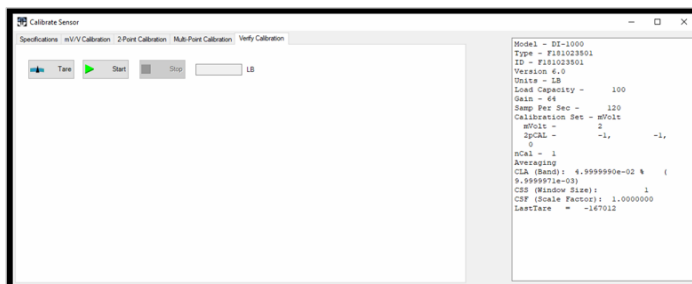 Calibrate Sensor
Specifications mV/V Calibration 2-Point Calibration Multi-Point Calibration Verify Calibration
Tare Start Stop LB
Model - DI-1000
Type - F181023501
ID - F181023501
Version 6.0
Units - LB
Load Capacity - 100
Gain - 64
Samp Per Sec - 120
Calibration Set - mVolt
mVolt - 2
2pCAL - -1, -1,
0
nCal - 1
Averaging
CLA (Band): 4.9999990e-02 % (
9.9999971e-03)
CSS (Window Size): 1
CSF (Scale Factor): 1.0000000
LastTare = -167012